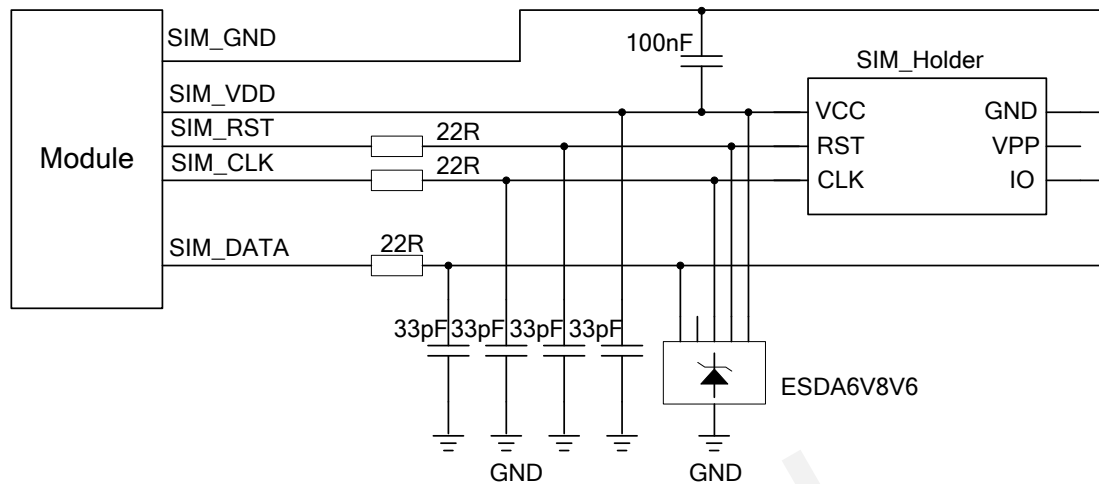 SIM_GND
100nF
SIM_Holder
SIM_VDD
VCC
GND
SIM_RST
22R
RST
VPP
Module
SIM_CLK
22R
CLK
IO
SIM_DATA
22R
33pF 33pF 33pF 33pF
ESDA6V8V6
GND
GND